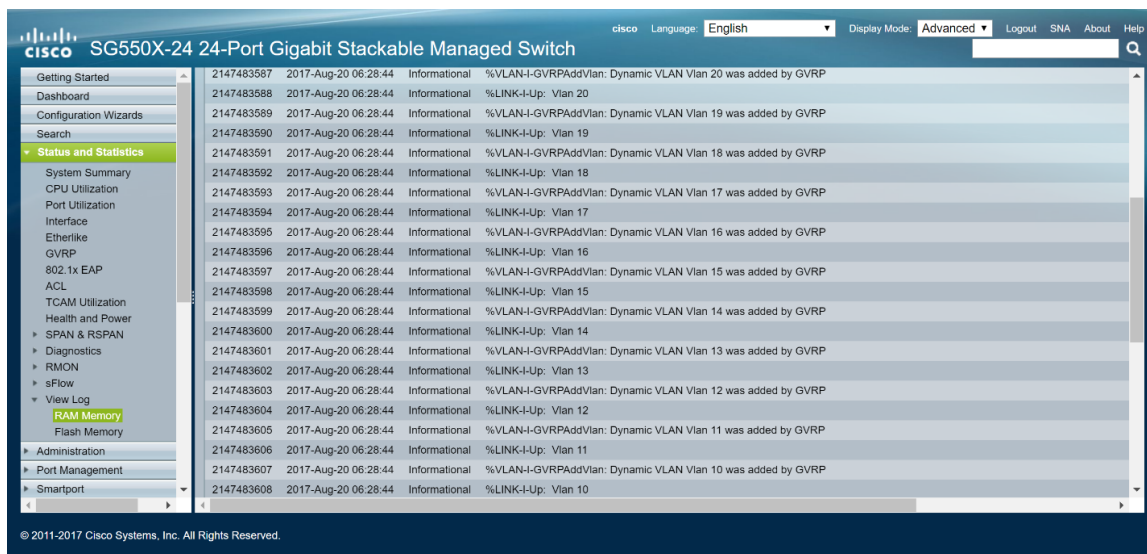 cisco Language: English Display Mode: Advanced Logout SNA About Help
CISCO SG550X-24 24-Port Gigabit Stackable Managed Switch
Getting Started
Dashboard
Configuration Wizards
Search
Status and Statistics
System Summary
CPU Utilization
Port Utilization
Interface
Etherlike
GVRP
802.1x EAP
ACL
TCAM Utilization
Health and Power
SPAN & RSPAN
Diagnostics
RMON
sFlow
View Log
RAM Memory
Flash Memory
Administration
Port Management
Smartport
2147483587 2017-Aug-20 06:28:44 Informational %VLAN-I-GVRPAddVlan: Dynamic VLAN Vlan 20 was added by GVRP
2147483588 2017-Aug-20 06:28:44 Informational %LINK-I-Up: Vlan 20
2147483589 2017-Aug-20 06:28:44 Informational %VLAN-I-GVRPAddVlan: Dynamic VLAN Vlan 19 was added by GVRP
2147483590 2017-Aug-20 06:28:44 Informational %LINK-I-Up: Vlan 19
2147483591 2017-Aug-20 06:28:44 Informational %VLAN-I-GVRPAddVlan: Dynamic VLAN Vlan 18 was added by GVRP
2147483592 2017-Aug-20 06:28:44 Informational %LINK-I-Up: Vlan 18
2147483593 2017-Aug-20 06:28:44 Informational %VLAN-I-GVRPAddVlan: Dynamic VLAN Vlan 17 was added by GVRP
2147483594 2017-Aug-20 06:28:44 Informational %LINK-I-Up: Vlan 17
2147483595 2017-Aug-20 06:28:44 Informational %VLAN-I-GVRPAddVlan: Dynamic VLAN Vlan 16 was added by GVRP
2147483596 2017-Aug-20 06:28:44 Informational %LINK-I-Up: Vlan 16
2147483597 2017-Aug-20 06:28:44 Informational %VLAN-I-GVRPAddVlan: Dynamic VLAN Vlan 15 was added by GVRP
2147483598 2017-Aug-20 06:28:44 Informational %LINK-I-Up: Vlan 15
2147483599 2017-Aug-20 06:28:44 Informational %VLAN-I-GVRPAddVlan: Dynamic VLAN Vlan 14 was added by GVRP
2147483600 2017-Aug-20 06:28:44 Informational %LINK-I-Up: Vlan 14
2147483601 2017-Aug-20 06:28:44 Informational %VLAN-I-GVRPAddVlan: Dynamic VLAN Vlan 13 was added by GVRP
2147483602 2017-Aug-20 06:28:44 Informational %LINK-I-Up: Vlan 13
2147483603 2017-Aug-20 06:28:44 Informational %VLAN-I-GVRPAddVlan: Dynamic VLAN Vlan 12 was added by GVRP
2147483604 2017-Aug-20 06:28:44 Informational %LINK-I-Up: Vlan 12
2147483605 2017-Aug-20 06:28:44 Informational %VLAN-I-GVRPAddVlan: Dynamic VLAN Vlan 11 was added by GVRP
2147483606 2017-Aug-20 06:28:44 Informational %LINK-I-Up: Vlan 11
2147483607 2017-Aug-20 06:28:44 Informational %VLAN-I-GVRPAddVlan: Dynamic VLAN Vlan 10 was added by GVRP
2147483608 2017-Aug-20 06:28:44 Informational %LINK-I-Up: Vlan 10
© 2011-2017 Cisco Systems, Inc. All Rights Reserved.